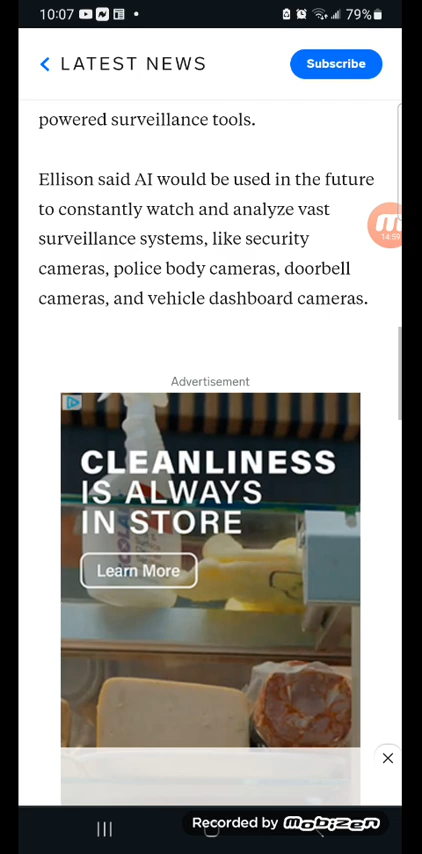 10:07
79%
LATEST NEWS
Subscribe
powered surveillance tools.
Ellison said AI would be used in the future
to constantly watch and analyze vast
surveillance systems, like security
cameras, police body cameras, doorbell
cameras, and vehicle dashboard cameras.
14:59
Advertisement
CLEANLINESS
IS ALWAYS
IN STORE
Learn More
Recorded by mobizen